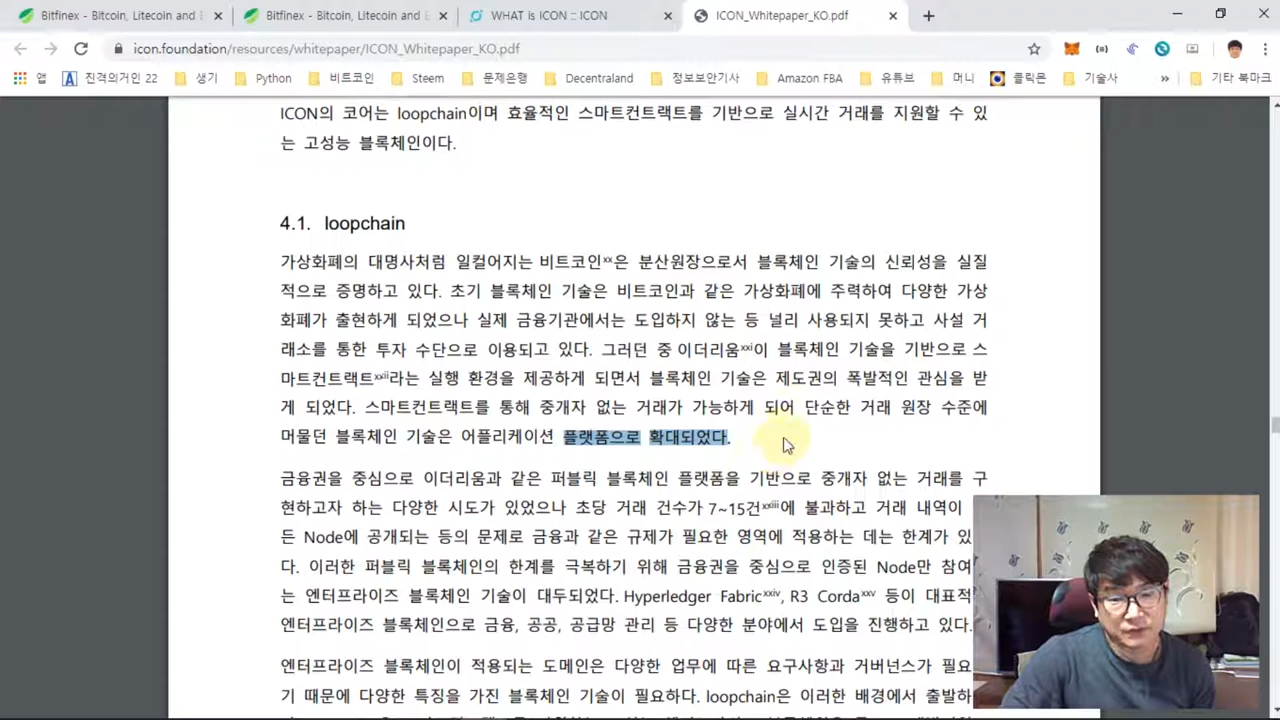 Bitfinex - Bitcoin, Litecoin and E
Bitfinex - Bitcoin, Litecoin and E
WHAT is ICON :: ICON
ICON_Whitepaper_KO.pdf
icon.foundation/resources/whitepaper/ICON_Whitepaper_KO.pdf
앱 진격의거인 22 생기 Python 비트코인 Steem 문제은행 Decentraland 정보보안기사 Amazon FBA 유튜브 머니 클릭몬 기술사 » 기타 북마크
ICON의 코어는 loopchain이며 효율적인 스마트컨트랙트를 기반으로 실시간 거래를 지원할 수 있
는 고성능 블록체인이다.
4.1. loopchain
가상화폐의 대명사처럼 일컬어지는 비트코인xx은 분산원장으로서 블록체인 기술의 신뢰성을 실질
적으로 증명하고 있다. 초기 블록체인 기술은 비트코인과 같은 가상화폐에 주력하여 다양한 가상
화폐가 출현하게 되었으나 실제 금융기관에서는 도입하지 않는 등 널리 사용되지 못하고 사설 거
래소를 통한 투자 수단으로 이용되고 있다. 그러던 중 이더리움xxi이 블록체인 기술을 기반으로 스
마트컨트랙트xxii라는 실행 환경을 제공하게 되면서 블록체인 기술은 제도권의 폭발적인 관심을 받
게 되었다. 스마트컨트랙트를 통해 중개자 없는 거래가 가능하게 되어 단순한 거래 원장 수준에
머물던 블록체인 기술은 어플리케이션 플랫폼으로 확대되었다.
금융권을 중심으로 이더리움과 같은 퍼블릭 블록체인 플랫폼을 기반으로 중개자 없는 거래를 구
현하고자 하는 다양한 시도가 있었으나 초당 거래 건수가 7~15건xxiii에 불과하고 거래 내역이
든 Node에 공개되는 등의 문제로 금융과 같은 규제가 필요한 영역에 적용하는 데는 한계가 있
다. 이러한 퍼블릭 블록체인의 한계를 극복하기 위해 금융권을 중심으로 인증된 Node만 참여
는 엔터프라이즈 블록체인 기술이 대두되었다. Hyperledger Fabricxxiv, R3 Cordaxxv 등이 대표적
엔터프라이즈 블록체인으로 금융, 공공, 공급망 관리 등 다양한 분야에서 도입을 진행하고 있다.
엔터프라이즈 블록체인이 적용되는 도메인은 다양한 업무에 따른 요구사항과 거버넌스가 필요
기 때문에 다양한 특징을 가진 블록체인 기술이 필요하다. loopchain은 이러한 배경에서 출발하